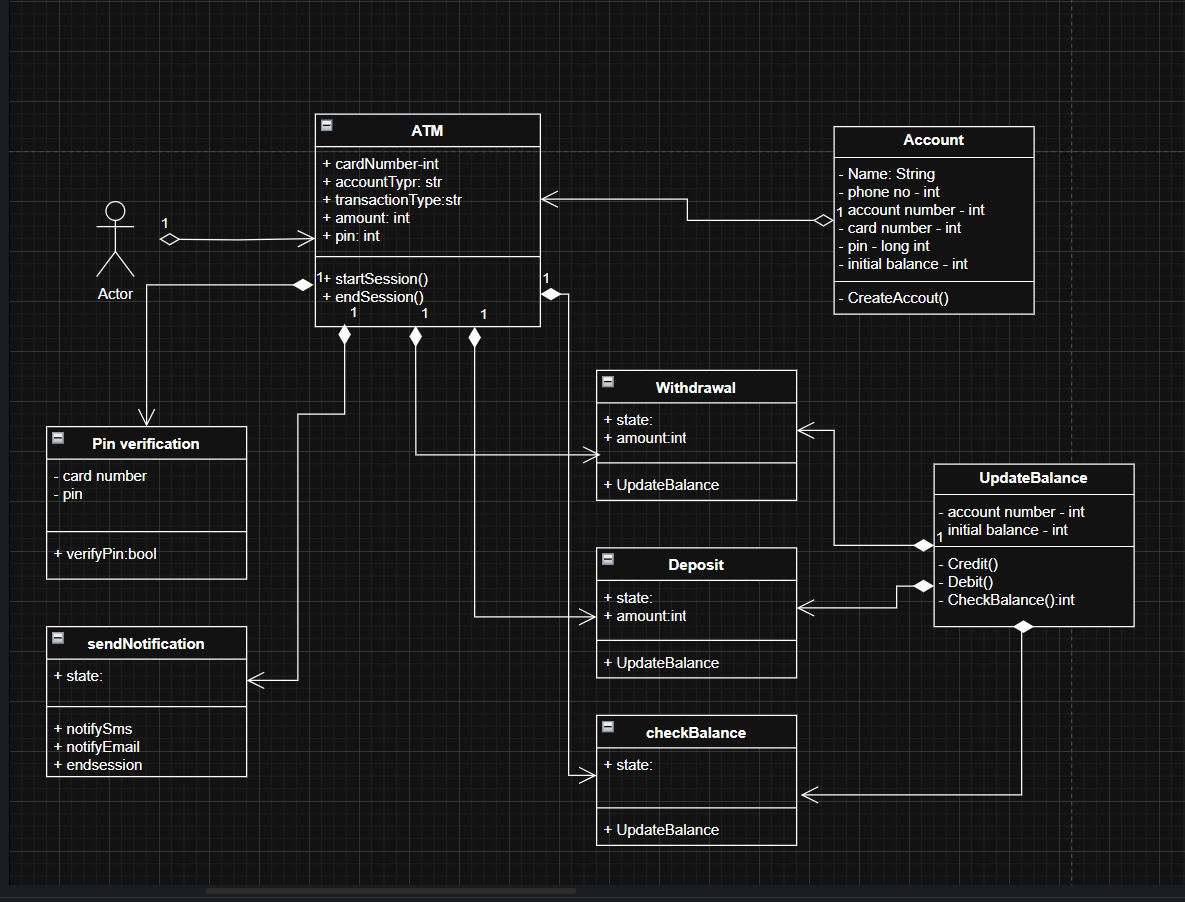 ATM
+ cardNumber-int
+ accountTypr: str
+ transactionType:str
+ amount: int
+ pin: int
1+ startSession()
+ endSession()
1
1
1
1
1
Actor
Account
- Name: String
- phone no - int
1 account number - int
- card number - int
- pin - long int
- initial balance - int
- CreateAccout()
Pin verification
- card number
- pin
+ verifyPin:bool
sendNotification
+ state:
+ notifySms
+ notifyEmail
+ endsession
Withdrawal
+ state:
+ amount:int
+ UpdateBalance
Deposit
+ state:
+ amount:int
+ UpdateBalance
checkBalance
+ state:
+ UpdateBalance
UpdateBalance
- account number - int
initial balance - int
1
- Credit()
- Debit()
- CheckBalance():int